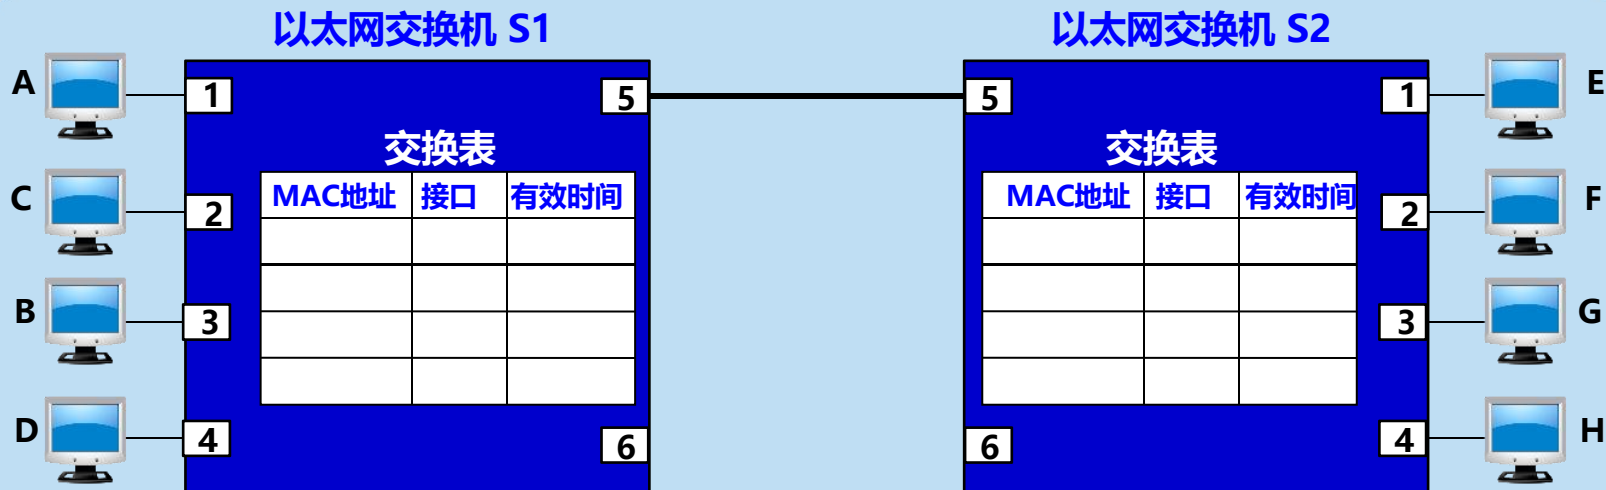 以太网交换机 S1
以太网交换机 S2
A
1
5
5
1
E
交换表
交换表
C
2
MAC地址 接口 有效时间
MAC地址 接口 有效时间
2
F
B
3
3
G
D
4
6
6
4
H